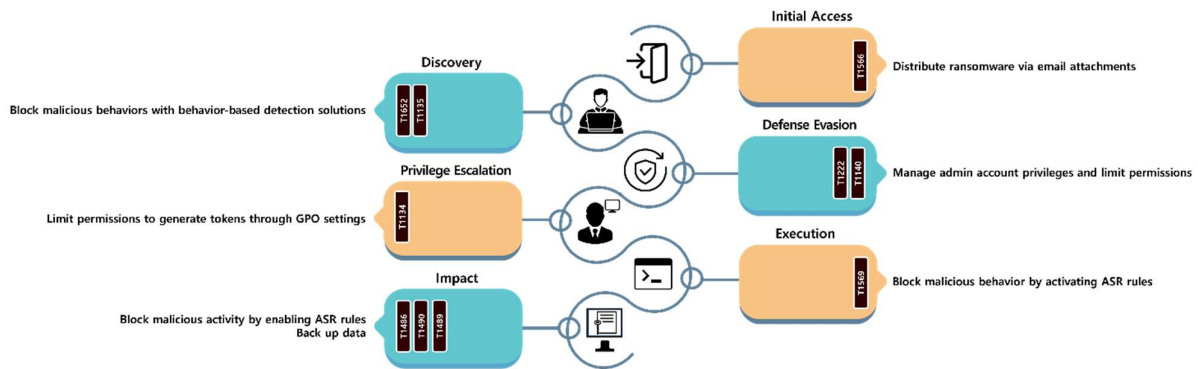 Initial Access
T1566
Distribute ransomware via email attachments
Discovery
T1652
T1135
Block malicious behaviors with behavior-based detection solutions
Defense Evasion
T1222
T1140
Manage admin account privileges and limit permissions
Privilege Escalation
T1134
Limit permissions to generate tokens through GPO settings
Execution
T1569
Block malicious behavior by activating ASR rules
Impact
T1486
T1490
T1489
Block malicious activity by enabling ASR rules
Back up data